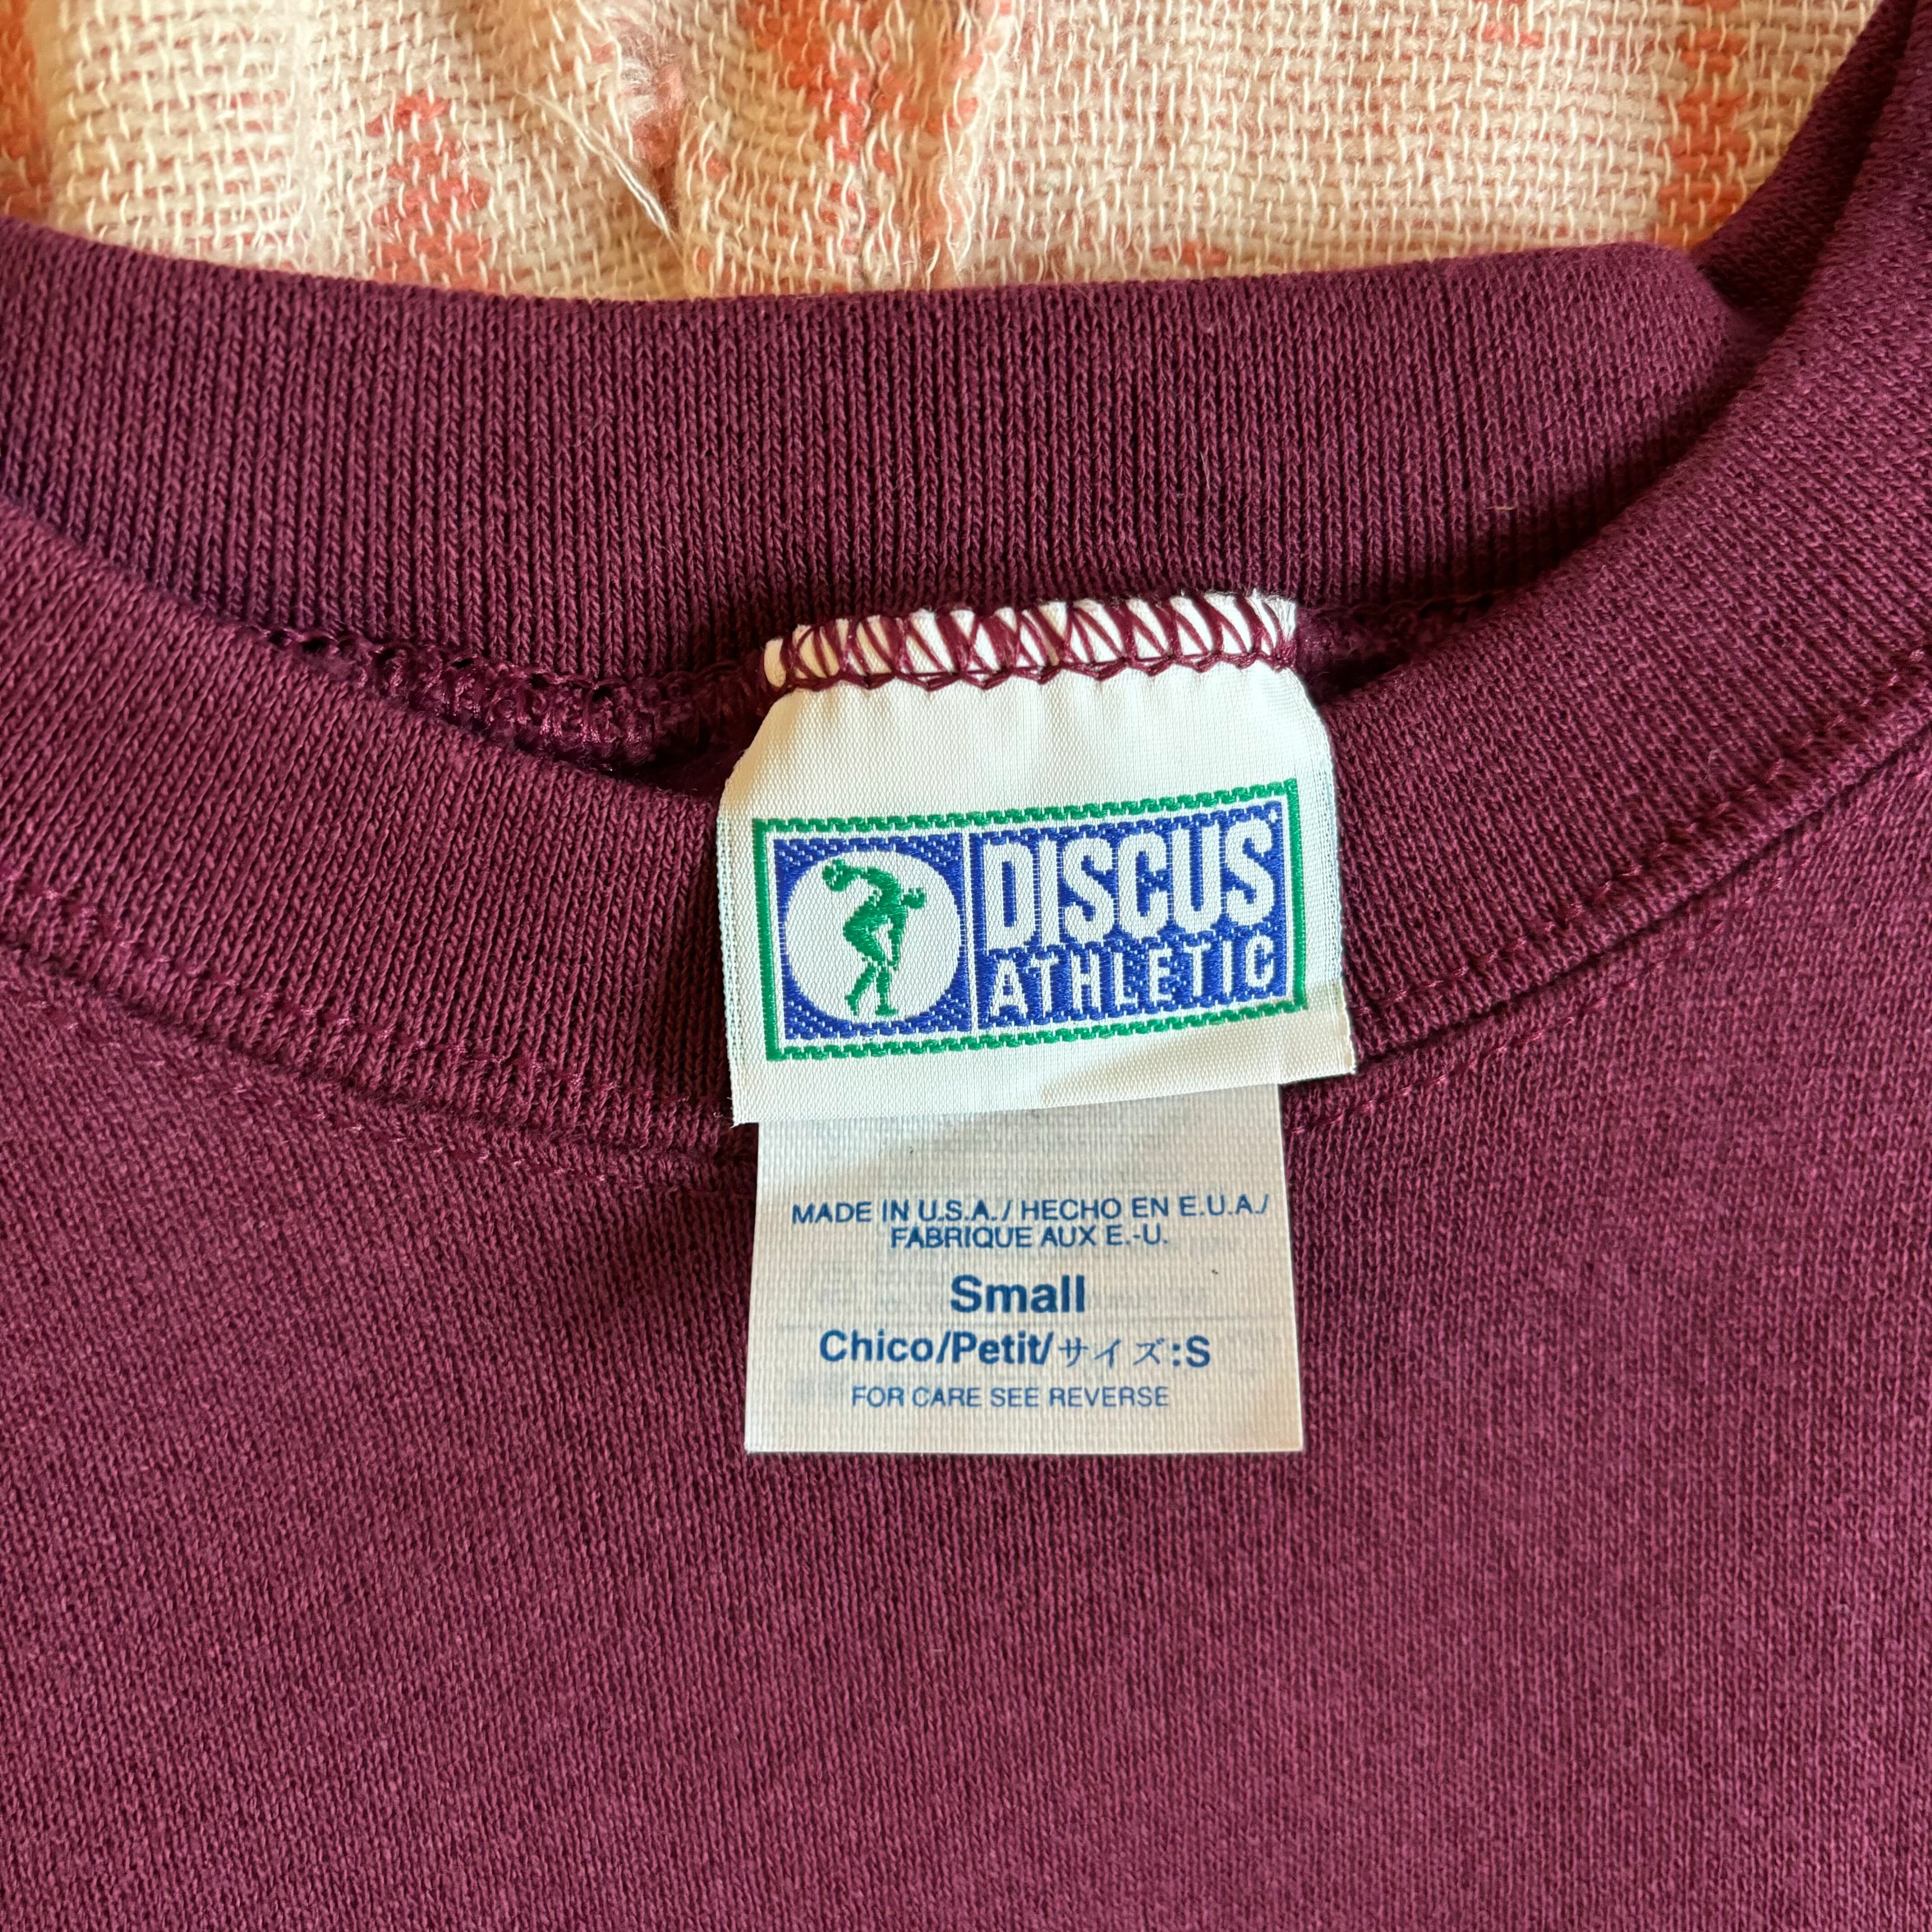 DISCUS
ATHLETIC
MADE IN U.S.A./ HECHO EN E.U.A./
FABRIQUE AUX E.-U.
Small
Chico/Petit/サイズ:S
FOR CARE SEE REVERSE